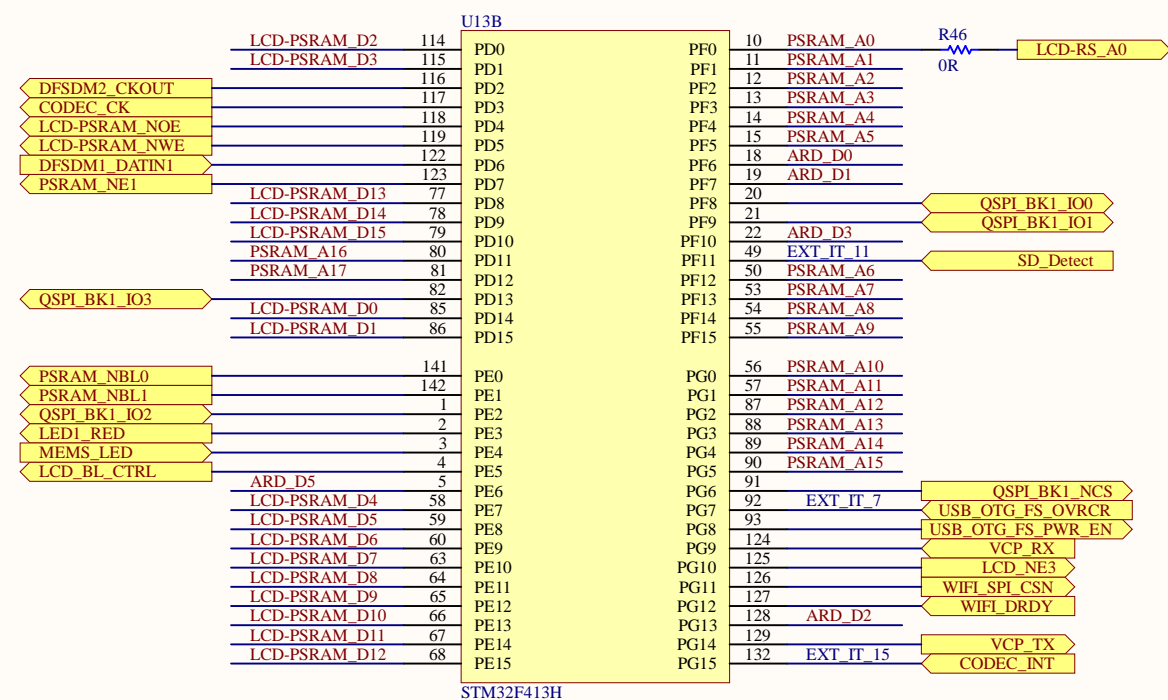 U13B
LCD-PSRAM_D2 114 PD0 PF0 10 PSRAM_A0 R46 0R LCD-RS_A0
LCD-PSRAM_D3 115 PD1 PF1 11 PSRAM_A1
DFSDM2_CKOUT 116 PD2 PF2 12 PSRAM_A2
CODEC_CK 117 PD3 PF3 13 PSRAM_A3
LCD-PSRAM_NOE 118 PD4 PF4 14 PSRAM_A4
LCD-PSRAM_NWE 119 PD5 PF5 15 PSRAM_A5
DFSDM1_DATIN1 122 PD6 PF6 18 ARD_D0
PSRAM_NE1 123 PD7 PF7 19 ARD_D1
LCD-PSRAM_D13 77 PD8 PF8 20 QSPI_BK1_IO0
LCD-PSRAM_D14 78 PD9 PF9 21 QSPI_BK1_IO1
LCD-PSRAM_D15 79 PD10 PF10 22 ARD_D3
PSRAM_A16 80 PD11 PF11 49 EXT_IT_11 SD_Detect
PSRAM_A17 81 PD12 PF12 50 PSRAM_A6
QSPI_BK1_IO3 82 PD13 PF13 53 PSRAM_A7
LCD-PSRAM_D0 85 PD14 PF14 54 PSRAM_A8
LCD-PSRAM_D1 86 PD15 PF15 55 PSRAM_A9
PSRAM_NBL0 141 PE0 PG0 56 PSRAM_A10
PSRAM_NBL1 142 PE1 PG1 57 PSRAM_A11
QSPI_BK1_IO2 1 PE2 PG2 87 PSRAM_A12
LED1_RED 2 PE3 PG3 88 PSRAM_A13
MEMS_LED 3 PE4 PG4 89 PSRAM_A14
LCD_BL_CTRL 4 PE5 PG5 90 PSRAM_A15
ARD_D5 5 PE6 PG6 91 QSPI_BK1_NCS
LCD-PSRAM_D4 58 PE7 PG7 92 EXT_IT_7 USB_OTG_FS_OVRCR
LCD-PSRAM_D5 59 PE8 PG8 93 USB_OTG_FS_PWR_EN
LCD-PSRAM_D6 60 PE9 PG9 124 VCP_RX
LCD-PSRAM_D7 63 PE10 PG10 125 LCD_NE3
LCD-PSRAM_D8 64 PE11 PG11 126 WIFI_SPI_CSN
LCD-PSRAM_D9 65 PE12 PG12 127 WIFI_DRDY
LCD-PSRAM_D10 66 PE13 PG13 128 ARD_D2
LCD-PSRAM_D11 67 PE14 PG14 129 VCP_TX
LCD-PSRAM_D12 68 PE15 PG15 132 EXT_IT_15 CODEC_INT
STM32F413H